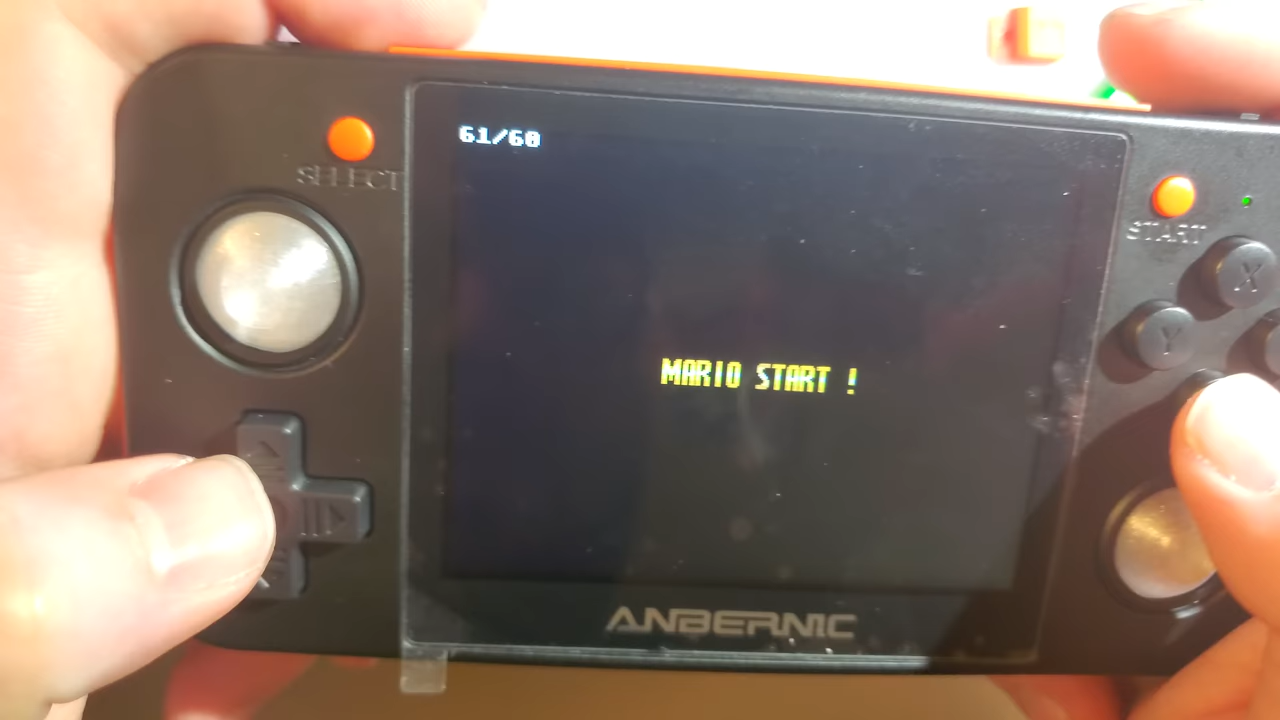 61/60
SELECT
START
X
Y
MARIO START !
ANBERNIC